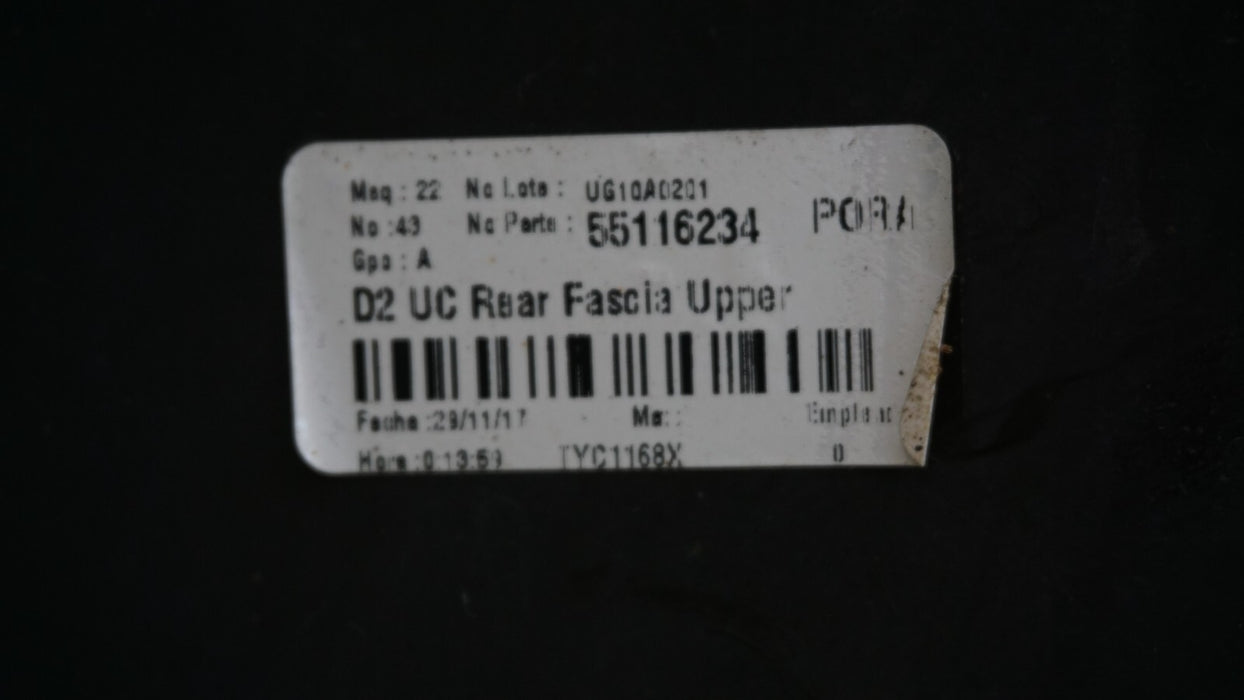 Maq : 22 No Lote : UG10A0201
No :43 No Parte : 55116234 PORA
Gpo : A
D2 UC Rear Fascia Upper
Fecha :29/11/17 Mat: 
Hora :0:13:59 TYC1168X 0